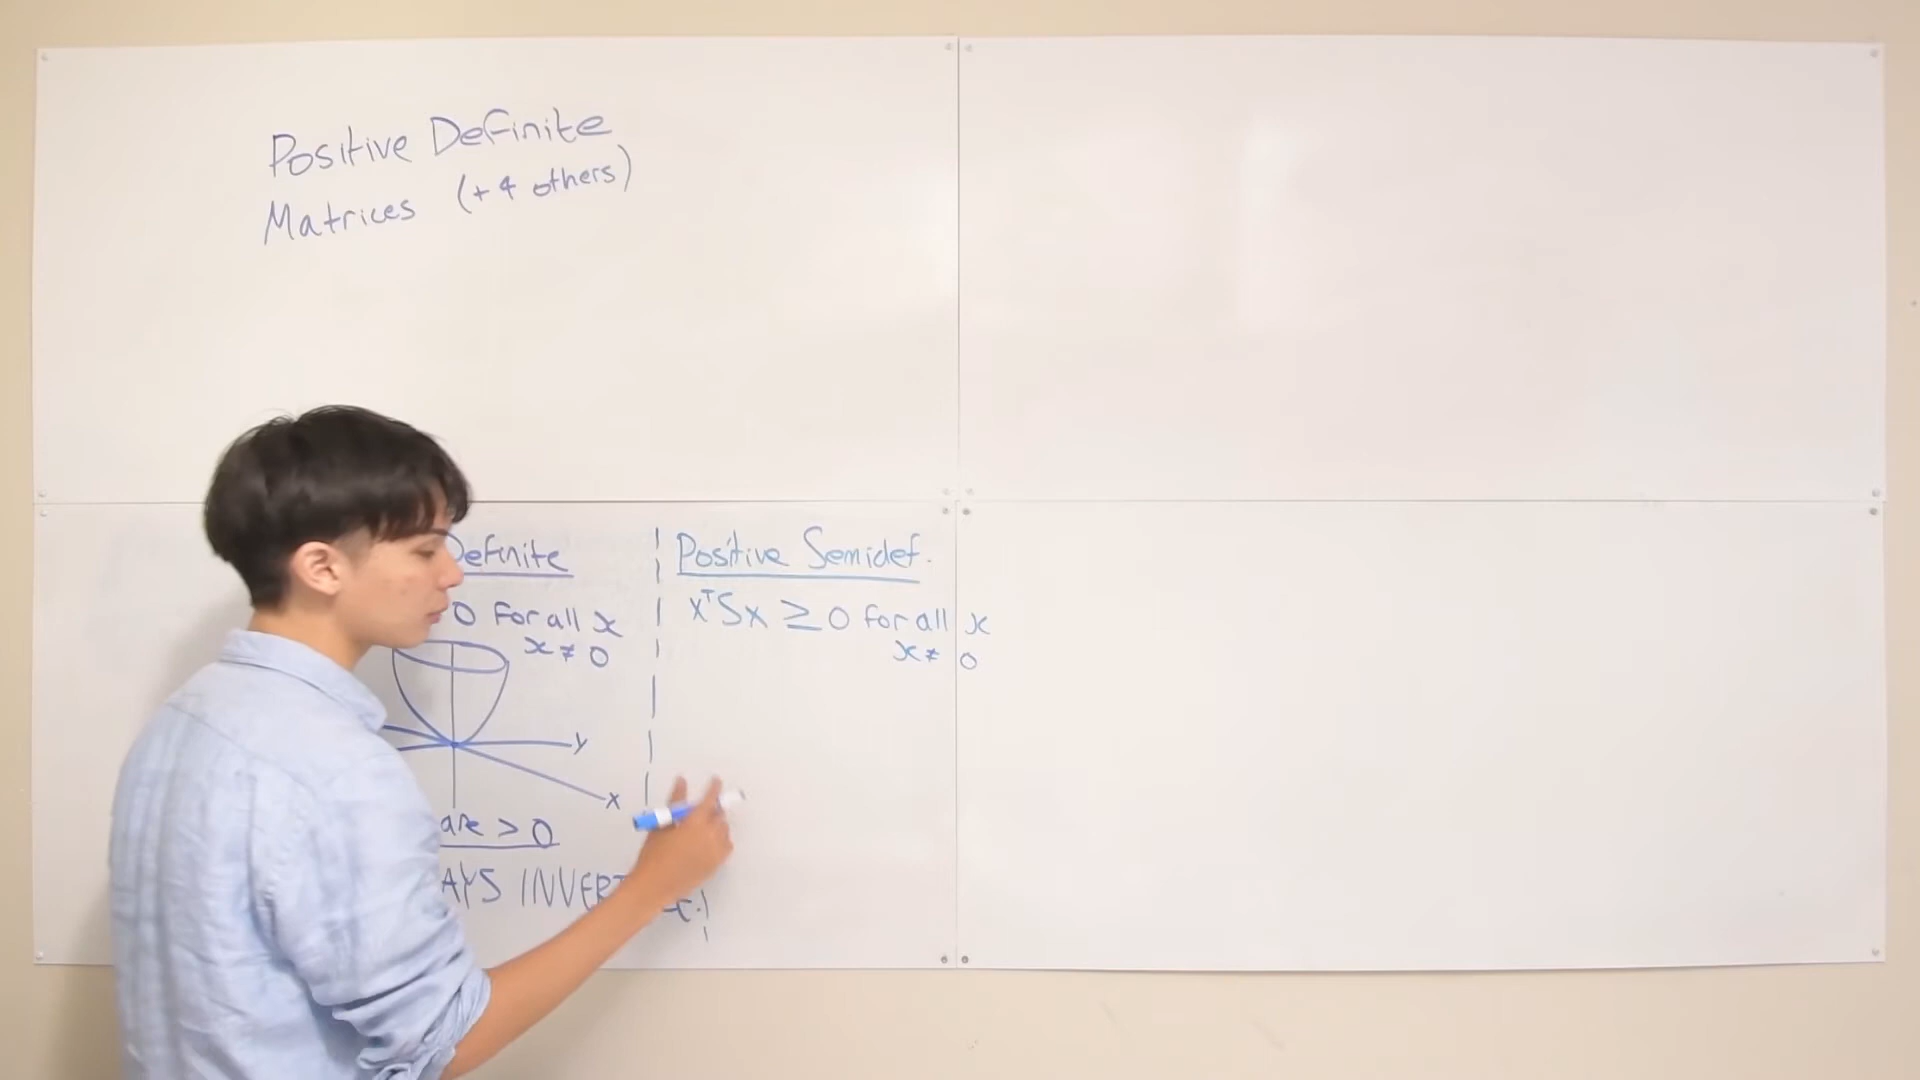 Positive Definite
Matrices (+4 others)
Definite
0 for all x
x ≠ 0
y
x
are > 0
AYS INVERT
Positive Semidef.
xᵀSx ≥ 0 for all x
x ≠ 0